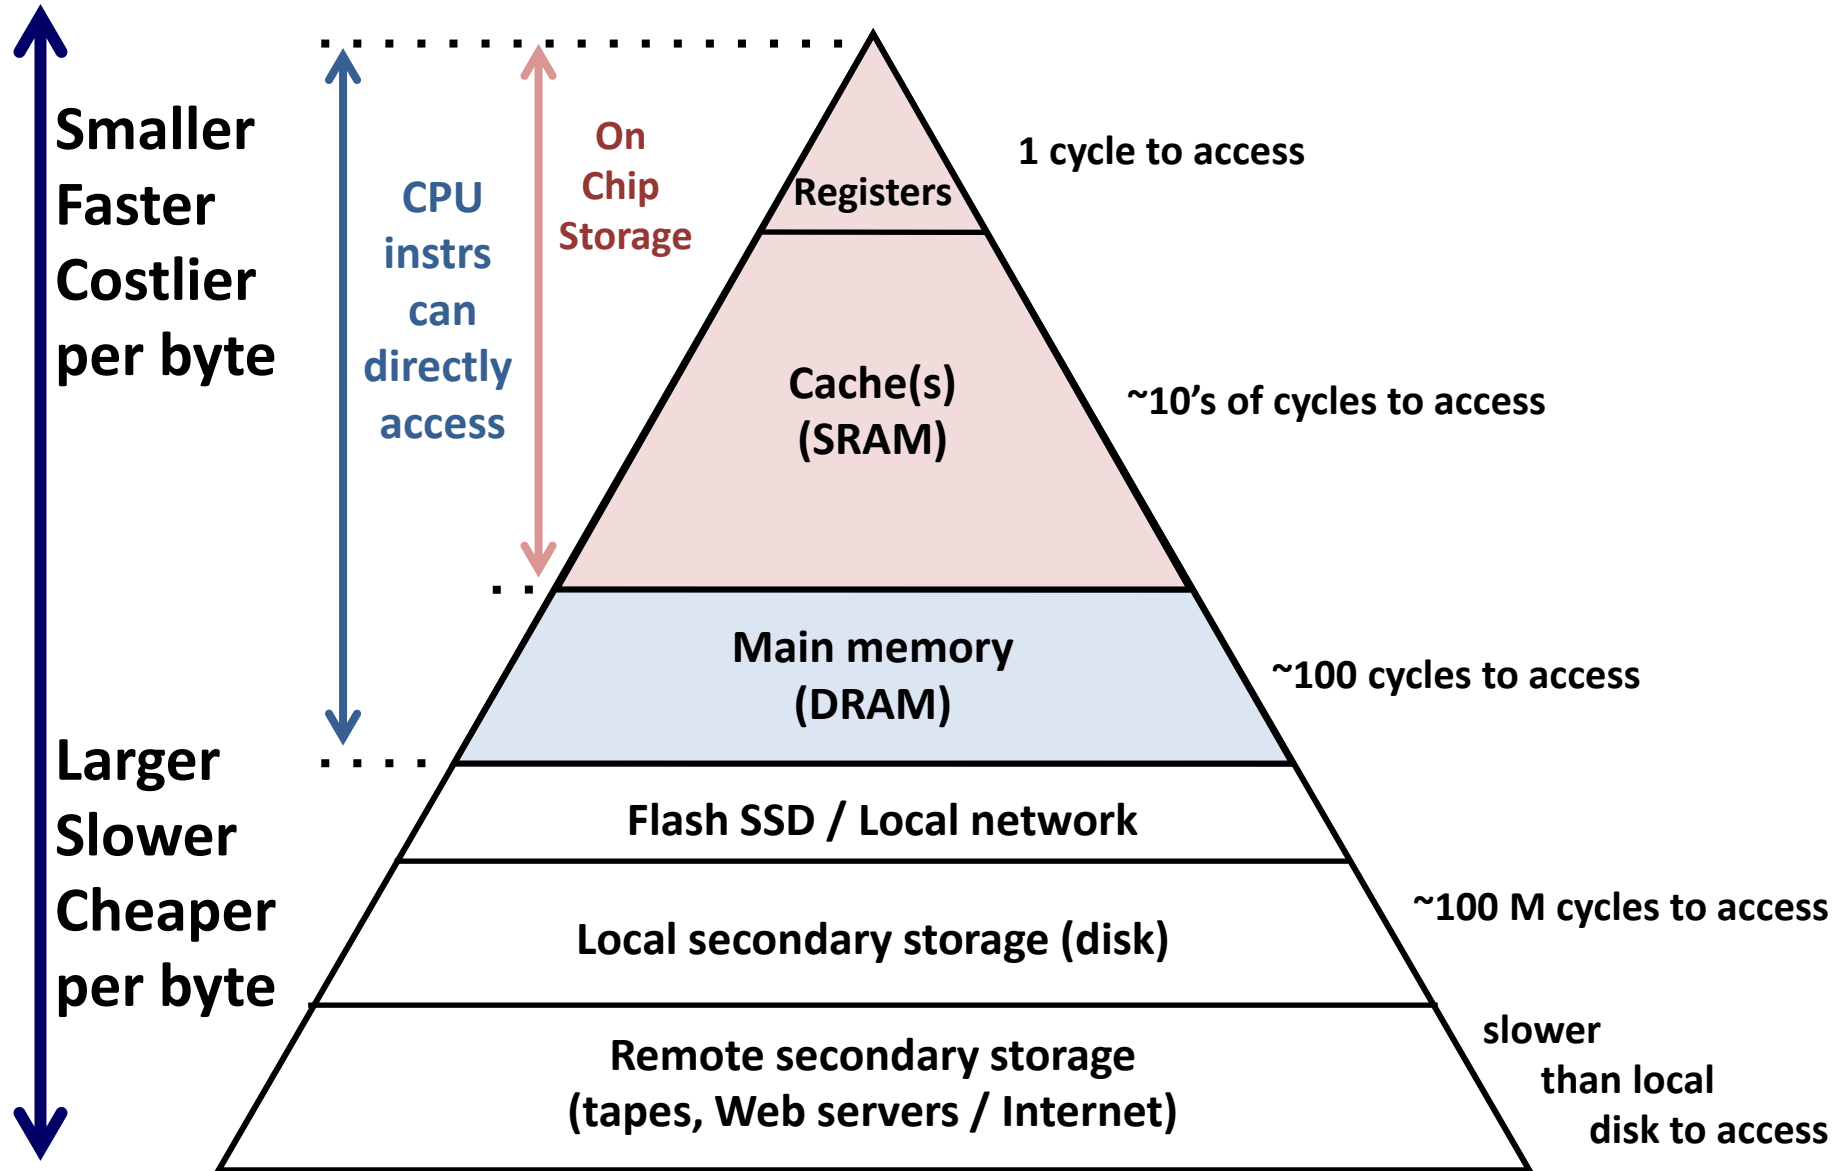 Smaller
Faster
Costlier
per byte
Larger
Slower
Cheaper
per byte
CPU
instrs
can
directly
access
On
Chip
Storage
Registers
1 cycle to access
Cache(s)
(SRAM)
~10’s of cycles to access
Main memory
(DRAM)
~100 cycles to access
Flash SSD / Local network
Local secondary storage (disk)
~100 M cycles to access
Remote secondary storage
(tapes, Web servers / Internet)
slower
than local
disk to access